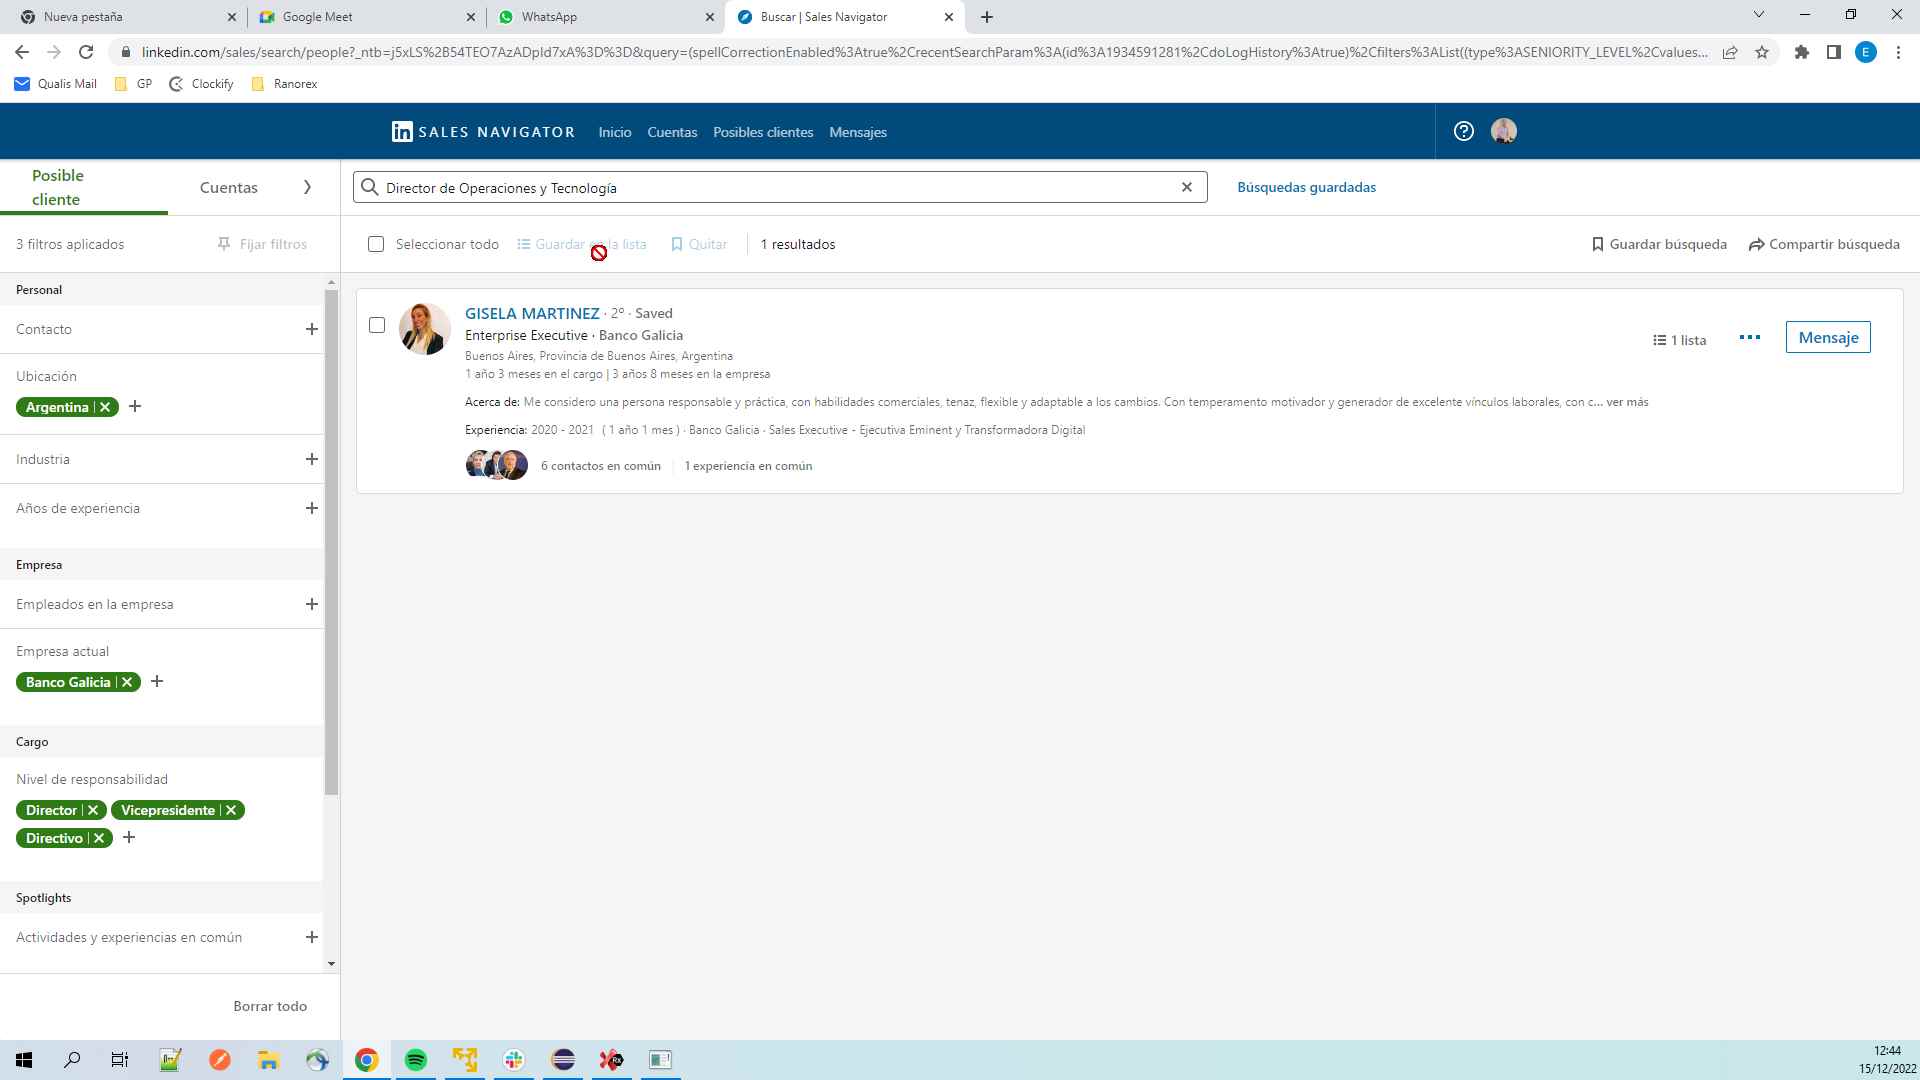 Nueva pestaña
Google Meet
WhatsApp
Buscar | Sales Navigator
linkedin.com/sales/search/people?_ntb=j5xLS%2B54TEO7AzADpId7xA%3D%3D&query=(spellCorrectionEnabled%3Atrue%2CrecentSearchParam%3A(id%3A1934591281%2CdoLogHistory%3Atrue)%2Cfilters%3AList((type%3ASENIORITY_LEVEL%2Cvalues...
E
Qualis Mail
GP
Clockify
Ranorex
in SALES NAVIGATOR
Inicio
Cuentas
Posibles clientes
Mensajes
Posible
cliente
Cuentas
Director de Operaciones y Tecnología
Búsquedas guardadas
3 filtros aplicados
Fijar filtros
Seleccionar todo
Guardar en la lista
Quitar
1 resultados
Guardar búsqueda
Compartir búsqueda
Personal
Contacto
Ubicación
Argentina
Industria
Años de experiencia
Empresa
Empleados en la empresa
Empresa actual
Banco Galicia
Cargo
Nivel de responsabilidad
Director
Vicepresidente
Directivo
Spotlights
Actividades y experiencias en común
Borrar todo
GISELA MARTINEZ · 2º · Saved
Enterprise Executive · Banco Galicia
Buenos Aires, Provincia de Buenos Aires, Argentina
1 año 3 meses en el cargo | 3 años 8 meses en la empresa
Acerca de: Me considero una persona responsable y práctica, con habilidades comerciales, tenaz, flexible y adaptable a los cambios. Con temperamento motivador y generador de excelente vínculos laborales, con c... ver más
Experiencia: 2020 - 2021 ( 1 año 1 mes ) · Banco Galicia · Sales Executive - Ejecutiva Eminent y Transformadora Digital
6 contactos en común
1 experiencia en común
1 lista
Mensaje
12:44
15/12/2022